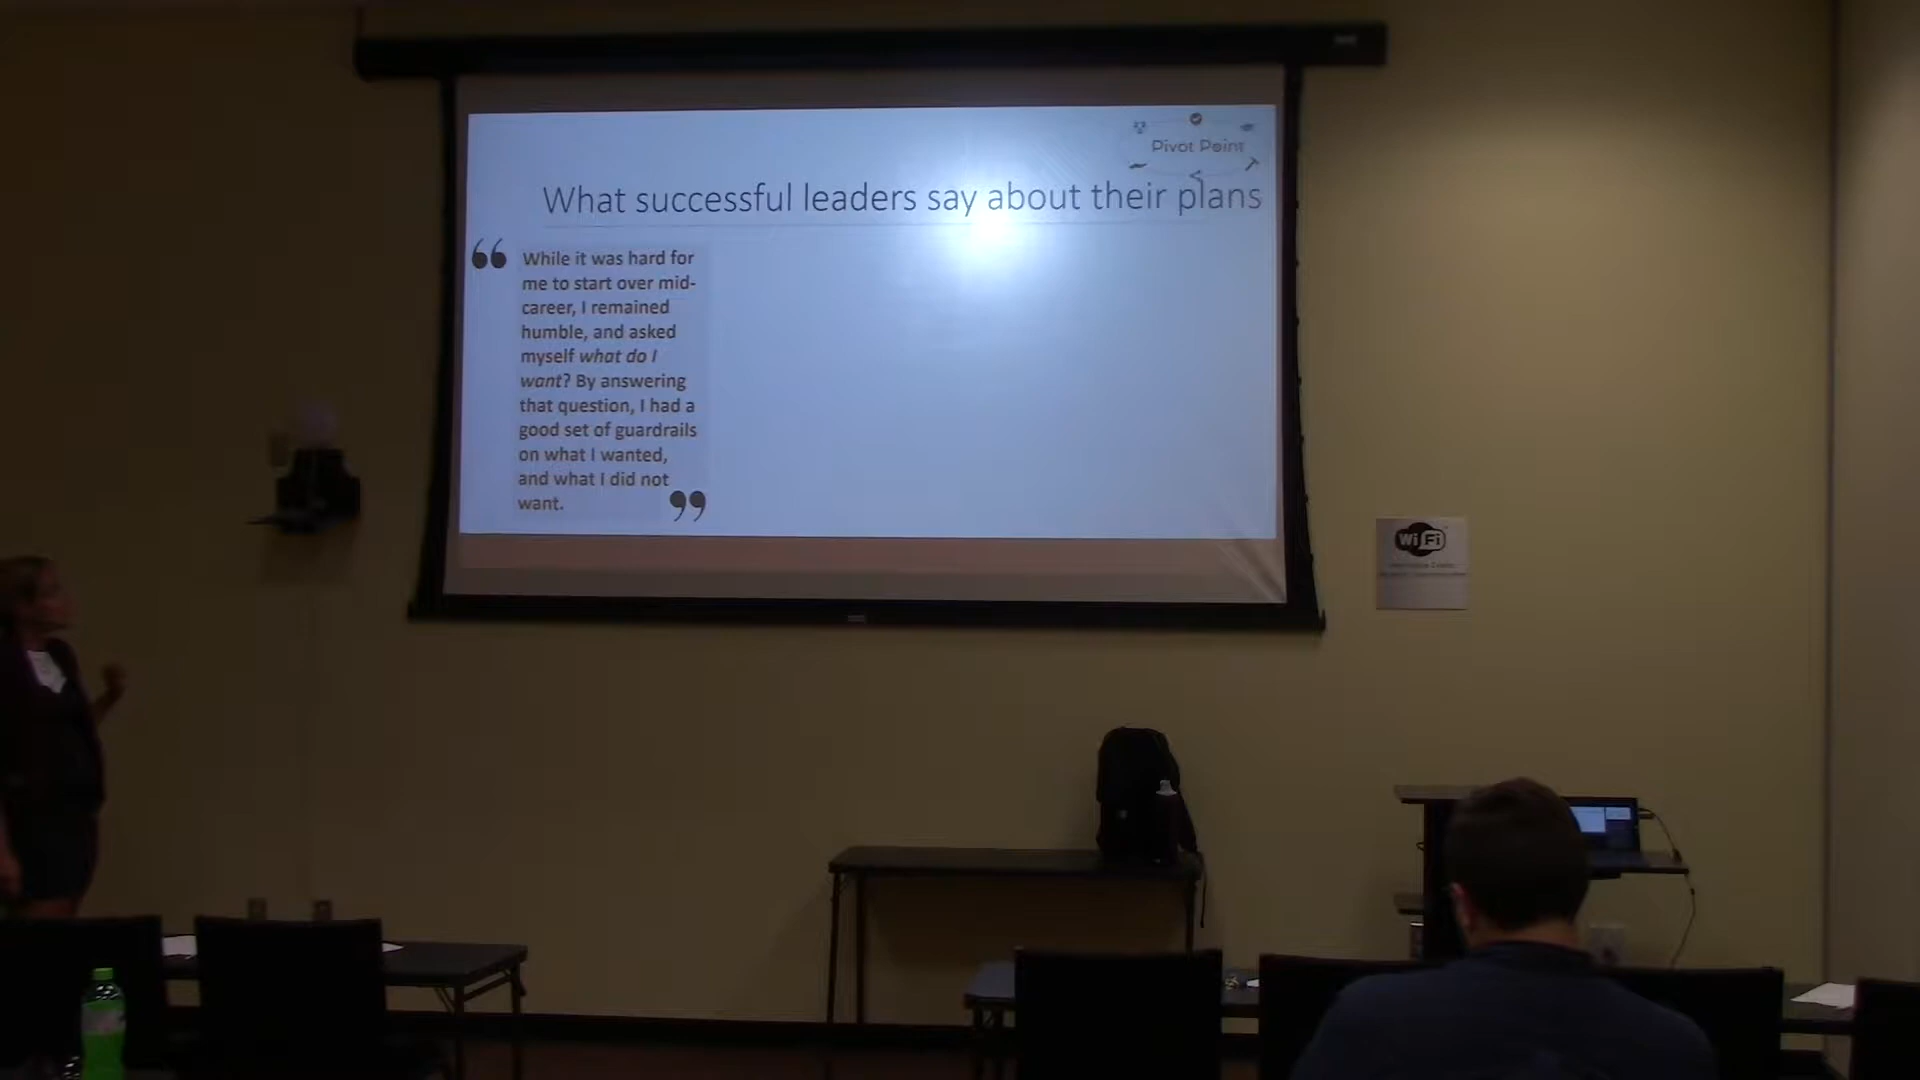 Pivot Point
What successful leaders say about their plans
“
While it was hard for
me to start over mid-
career, I remained
humble, and asked
myself what do I
want? By answering
that question, I had a
good set of guardrails
on what I wanted,
and what I did not
want.
”
Wi Fi